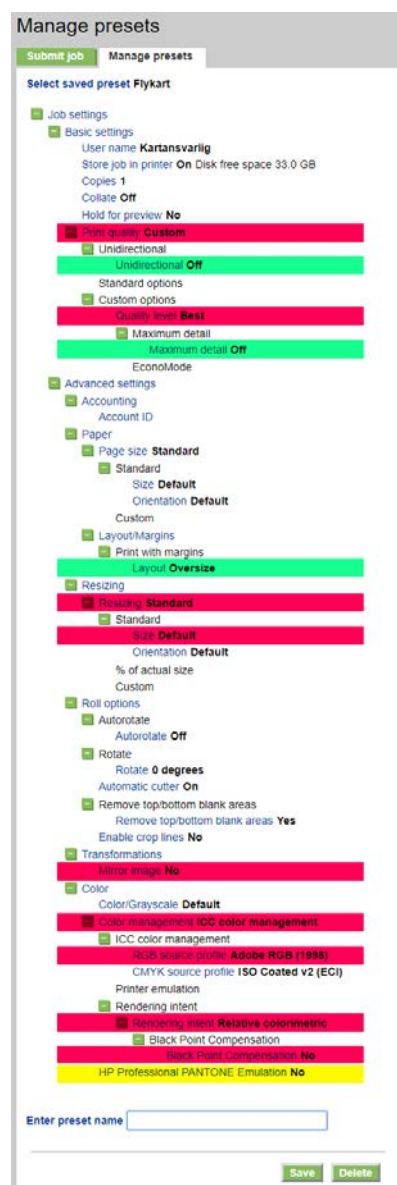 Manage presets
Submit job Manage presets
Select saved preset Flykart
Job settings
Basic settings
User name Kartansvarlig
Store job in printer On Disk free space 33.0 GB
Copies 1
Collate Off
Hold for preview No
Print quality Custom
Unidirectional
Unidirectional Off
Standard options
Custom options
Quality level Best
Maximum detail
Maximum detail Off
EconoMode
Advanced settings
Accounting
Account ID
Paper
Page size Standard
Standard
Size Default
Orientation Default
Custom
Layout/Margins
Print with margins
Layout Oversize
Resizing
Resizing Standard
Standard
Size Default
Orientation Default
% of actual size
Custom
Roll options
Autorotate
Autorotate Off
Rotate
Rotate 0 degrees
Automatic cutter On
Remove top/bottom blank areas
Remove top/bottom blank areas Yes
Enable crop lines No
Transformations
Mirror image No
Color
Color/Grayscale Default
Color management ICC color management
ICC color management
RGB source profile Adobe RGB (1998)
CMYK source profile ISO Coated v2 (ECI)
Printer emulation
Rendering intent
Rendering intent Relative colorimetric
Black Point Compensation
Black Point Compensation No
HP Professional PANTONE Emulation No
Enter preset name
Save Delete